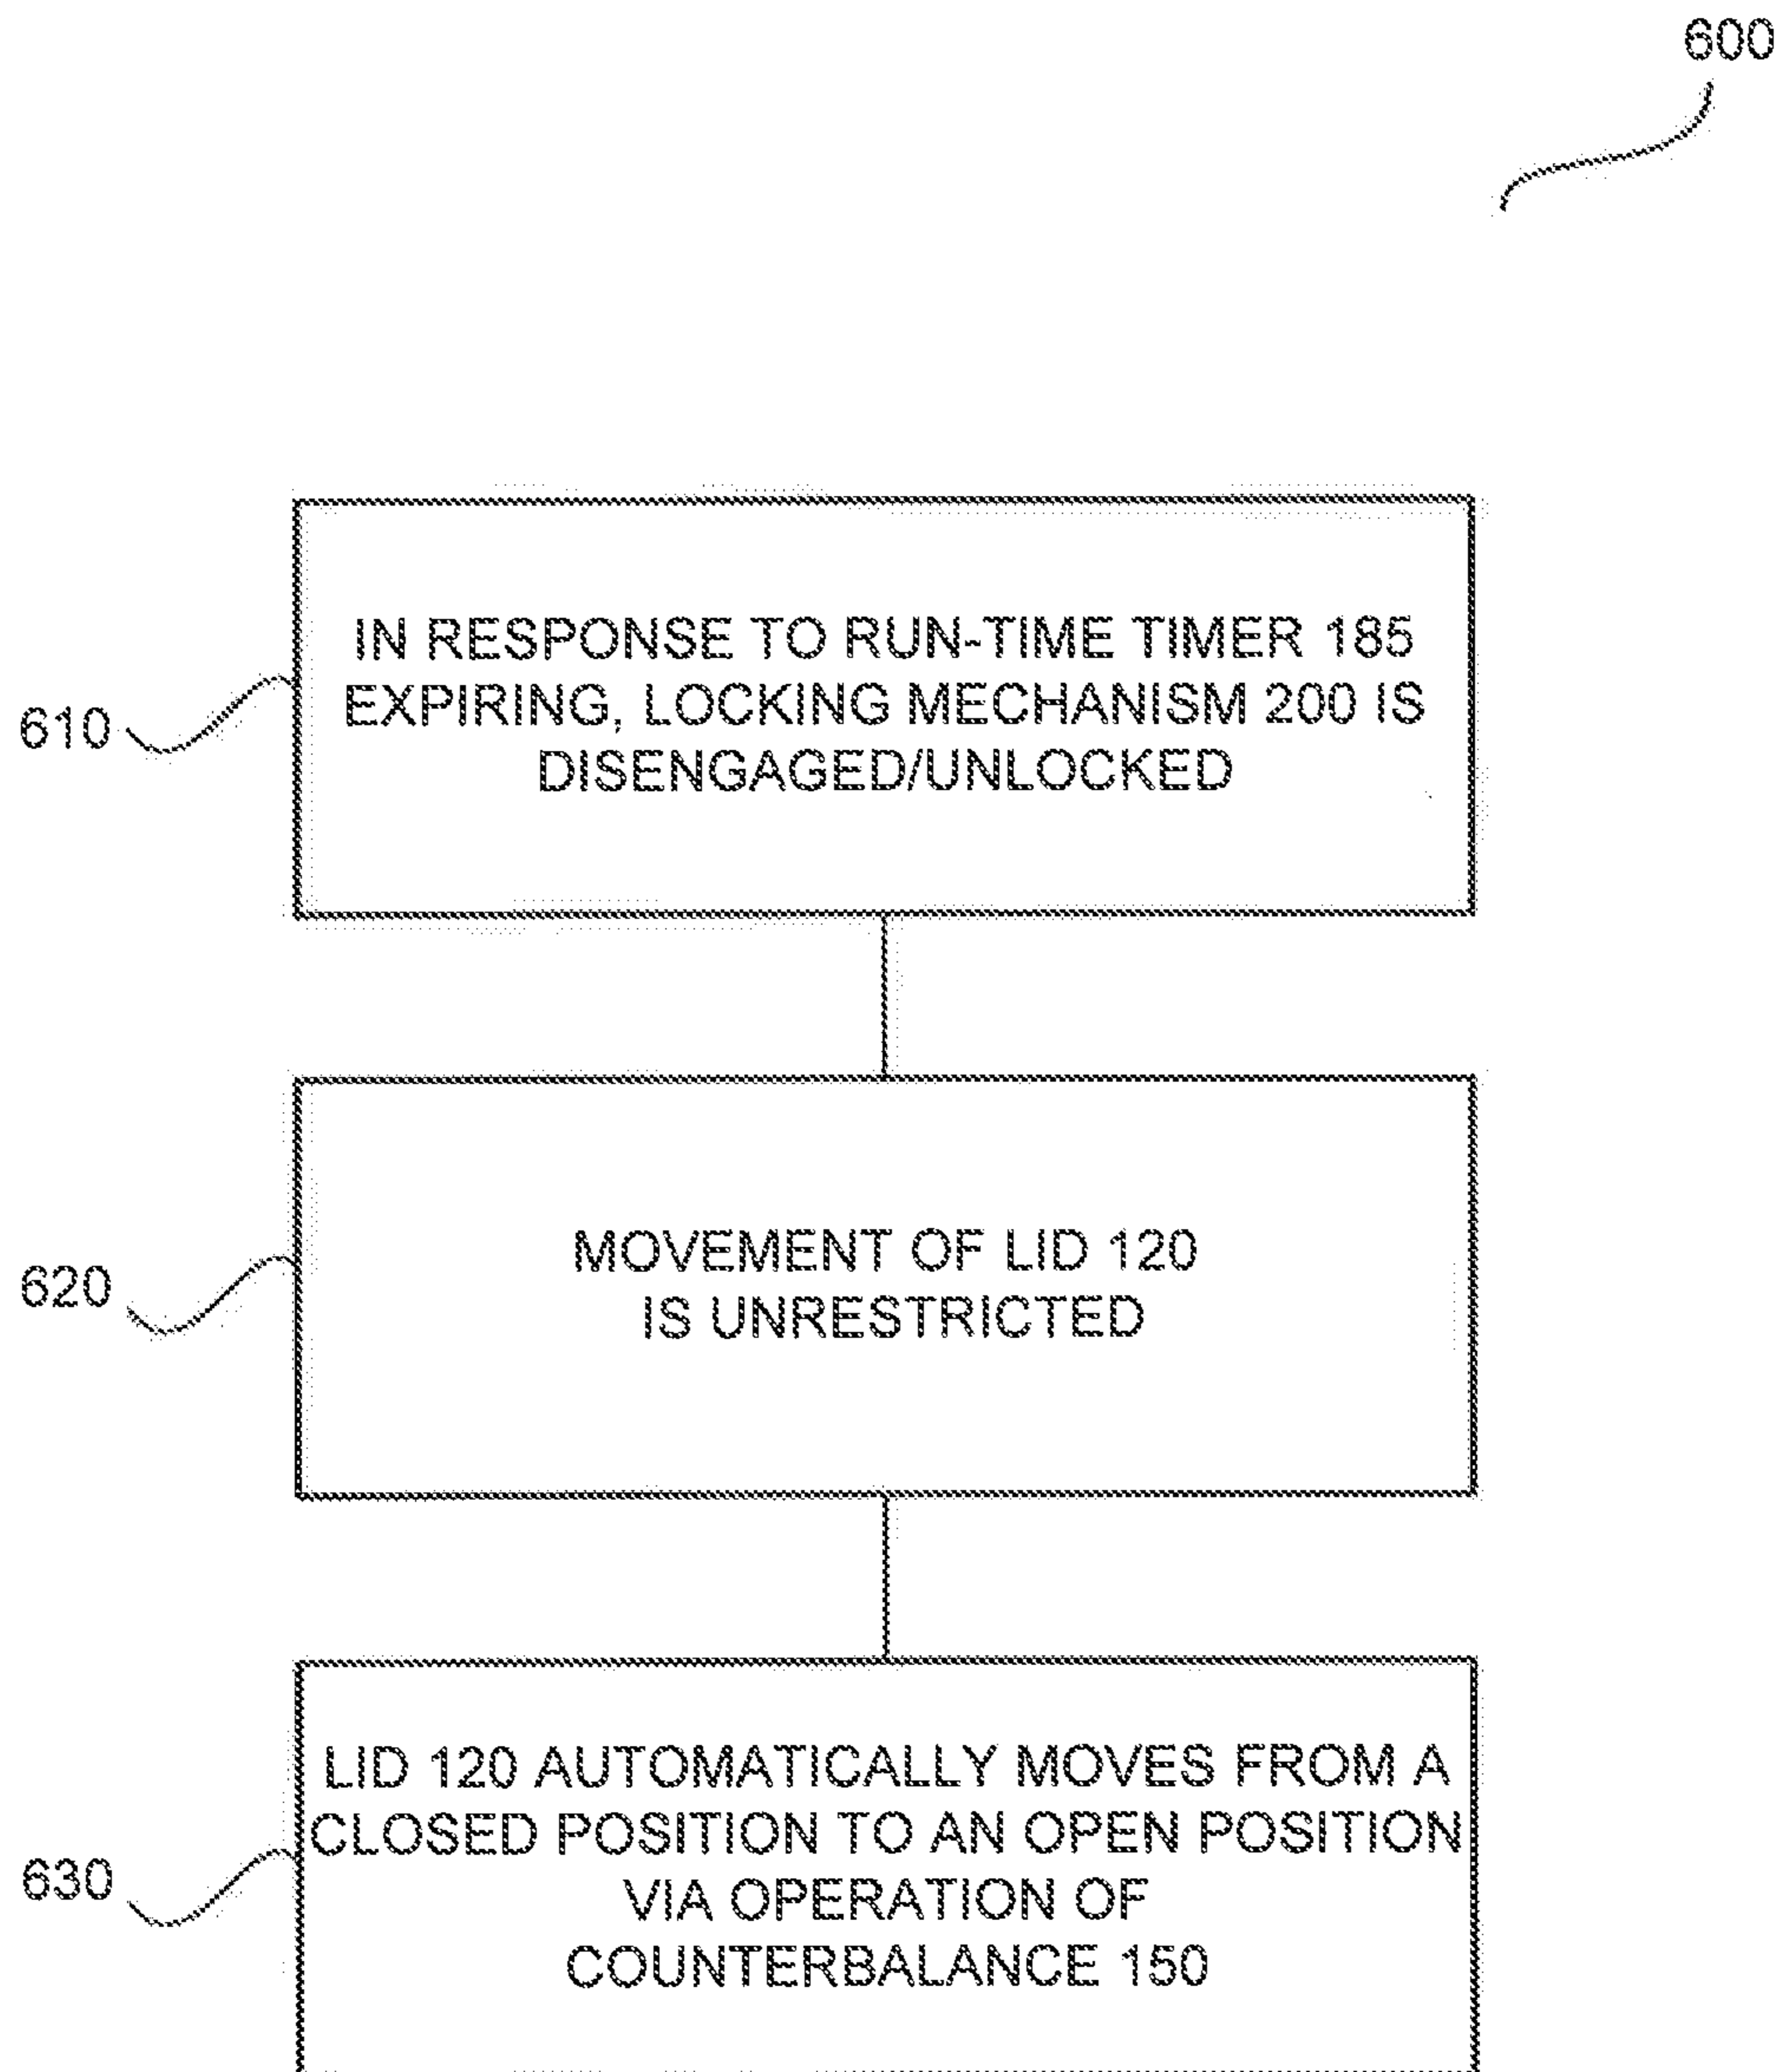 600
IN RESPONSE TO RUN-TIME TIMER 185
EXPIRING, LOCKING MECHANISM 200 IS
DISENGAGED/UNLOCKED
610
MOVEMENT OF LID 120
IS UNRESTRICTED
620
LID 120 AUTOMATICALLY MOVES FROM A
CLOSED POSITION TO AN OPEN POSITION
VIA OPERATION OF
COUNTERBALANCE 150
630